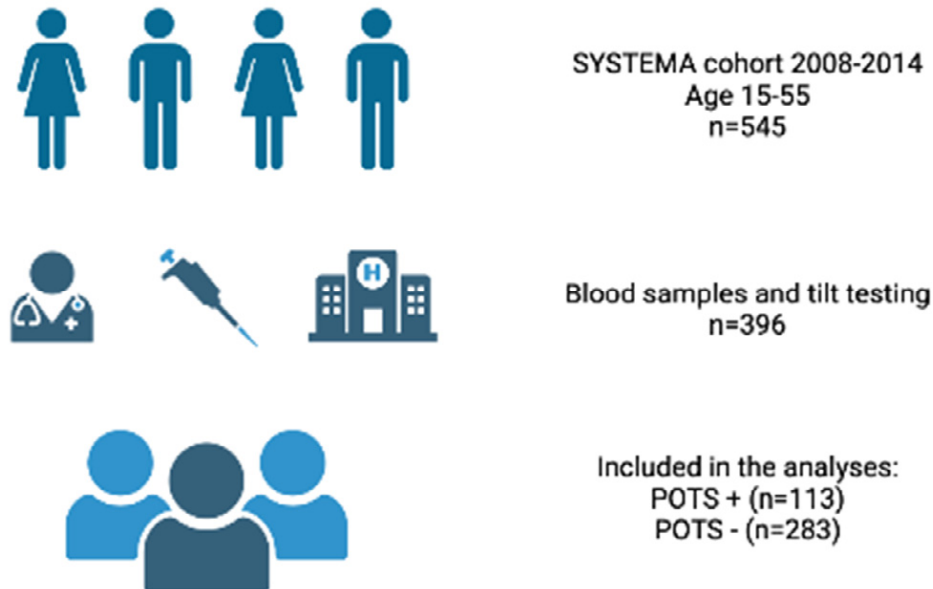 SYSTEMA cohort 2008-2014
Age 15-55
n=545
H
Blood samples and tilt testing
n=396
Included in the analyses:
POTS + (n=113)
POTS - (n=283)